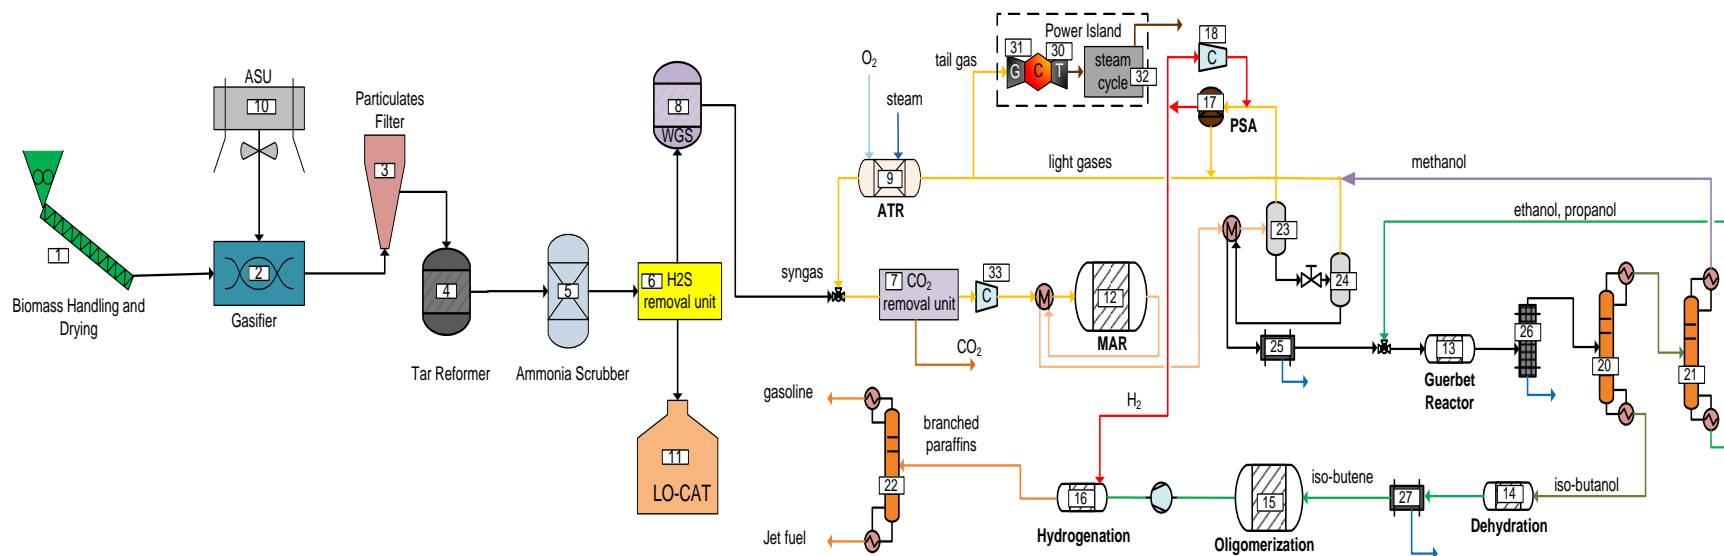 ASU
10
Particulates
Filter
3
1
Biomass Handling and
Drying
2
Gasifier
4
Tar Reformer
5
Ammonia Scrubber
8
WGS
6 H2S
removal unit
11
LO-CAT
O₂
steam
9
ATR
syngas
7 CO₂
removal unit
CO₂
33
C
M
12
MAR
tail gas
Power Island
31
30
G
C
T
steam
cycle
32
18
C
17
PSA
light gases
methanol
ethanol, propanol
M
23
24
25
13
Guerbet
Reactor
26
20
21
H₂
gasoline
branched
paraffins
22
Jet fuel
16
Hydrogenation
15
Oligomerization
iso-butene
27
14
Dehydration
iso-butanol